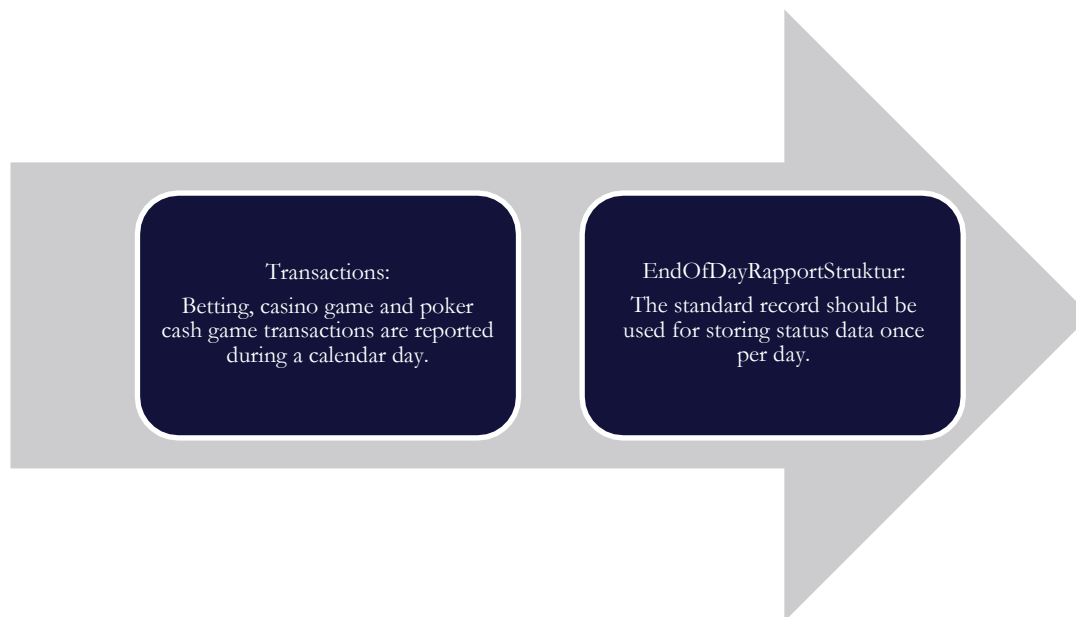 Transactions:
Betting, casino game and poker
cash game transactions are reported
during a calendar day.
EndOfDayRapportStruktur:
The standard record should be
used for storing status data once
per day.